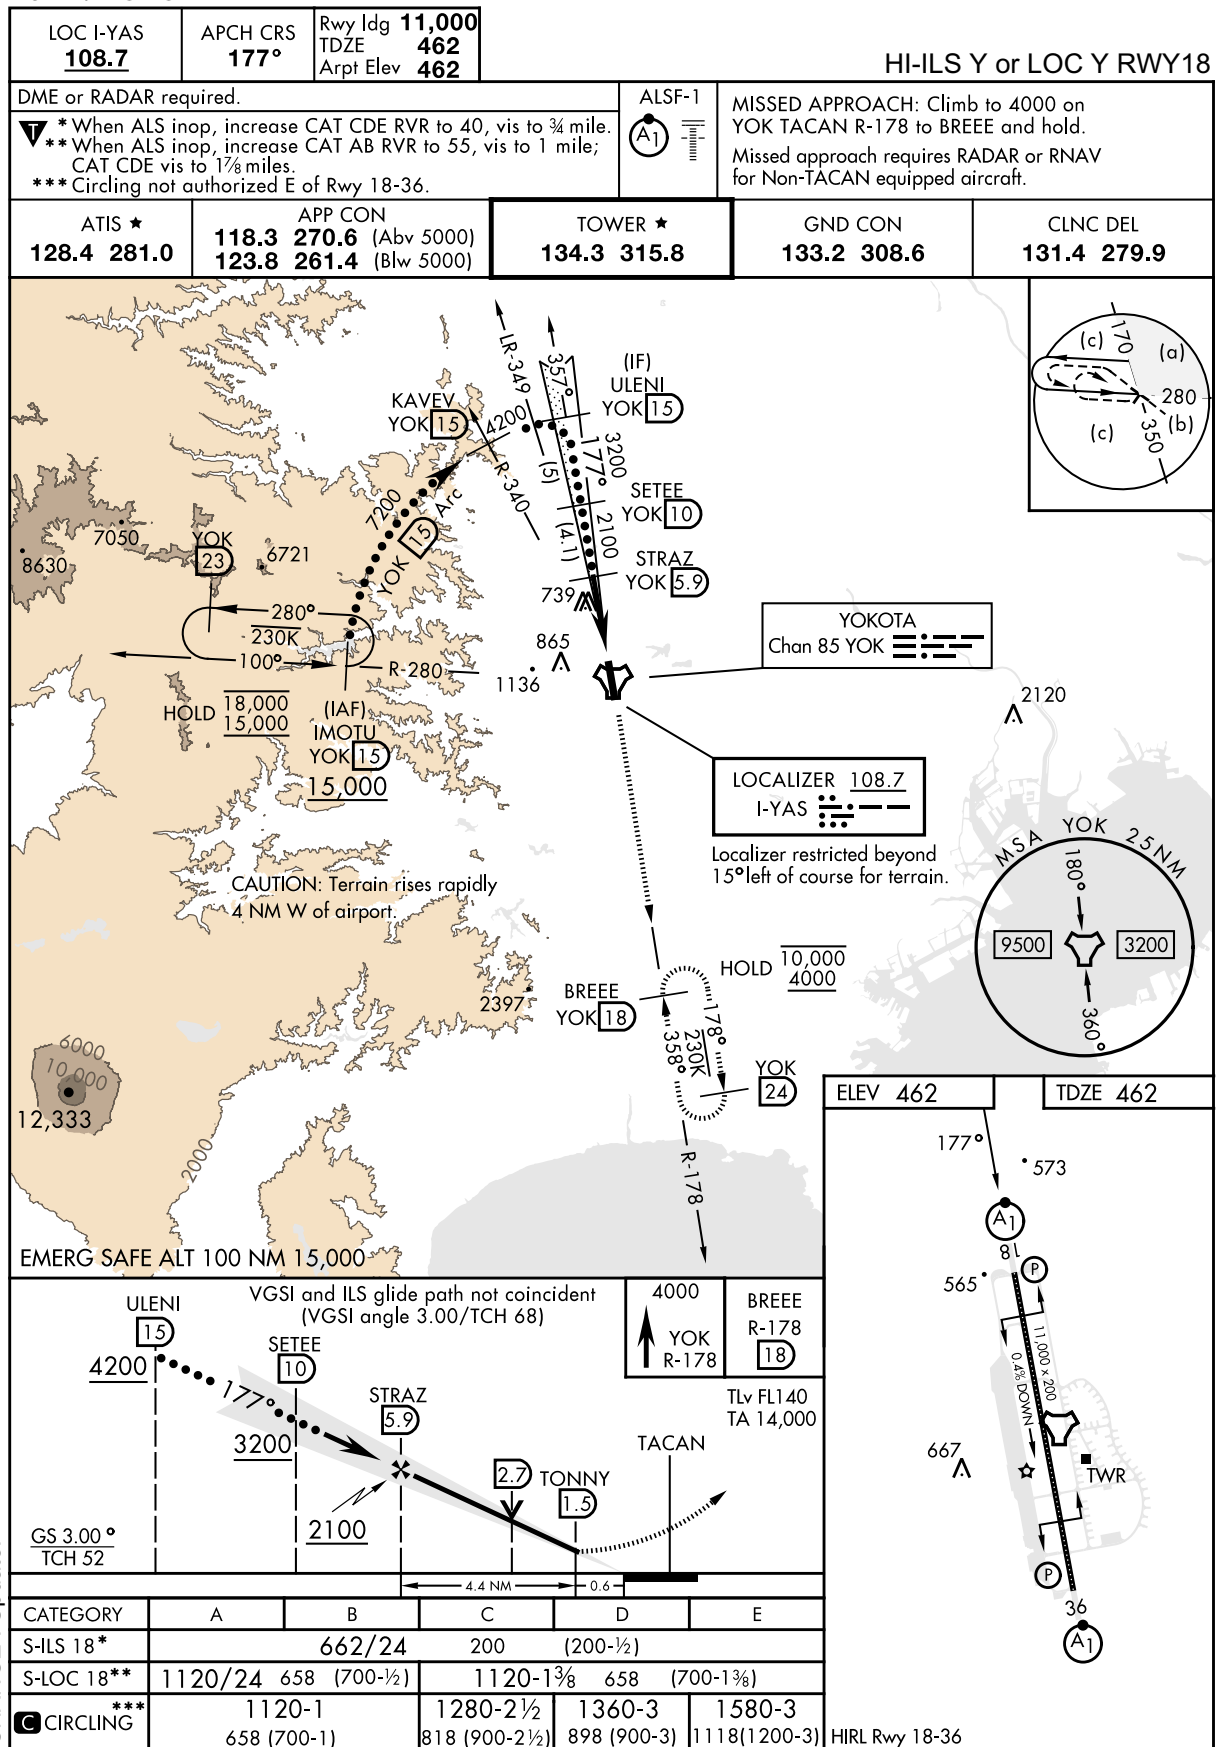 LOC I-YAS
108.7
APCH CRS
177°
Rwy ldg 11,000
TDZE 462
Arpt Elev 462
HI-ILS Y or LOC Y RWY18
DME or RADAR required.
T
* When ALS inop, increase CAT CDE RVR to 40, vis to ¾ mile.
** When ALS inop, increase CAT AB RVR to 55, vis to 1 mile;
CAT CDE vis to 1⅞ miles.
*** Circling not authorized E of Rwy 18-36.
ALSF-1
A1
MISSED APPROACH: Climb to 4000 on
YOK TACAN R-178 to BREEE and hold.
Missed approach requires RADAR or RNAV
for Non-TACAN equipped aircraft.
ATIS ★
128.4 281.0
APP CON
118.3 270.6 (Abv 5000)
123.8 261.4 (Blw 5000)
TOWER ★
134.3 315.8
GND CON
133.2 308.6
CLNC DEL
131.4 279.9
LR-349
357°
(IF)
ULENI
YOK 15
KAVEV
YOK 15
4200
R-340
(5)
3200
177°
SETEE
YOK 10
2100
(4.1)
STRAZ
YOK 5.9
739
7200
YOK 15 Arc
7050
8630
YOK
23
6721
280°
230K
100°
R-280
HOLD 18,000
15,000
(IAF)
IMOTU
YOK 15
15,000
865
1136
170
(c)
(a)
280
(b)
(c)
350
YOKOTA
Chan 85 YOK
2120
LOCALIZER 108.7
I-YAS
Localizer restricted beyond
15° left of course for terrain.
MSA YOK 25NM
180°
9500
3200
360°
CAUTION: Terrain rises rapidly
4 NM W of airport.
HOLD 10,000
4000
BREEE
YOK 18
178°
230K
358°
YOK
24
R-178
2397
6000
10,000
12,333
2000
EMERG SAFE ALT 100 NM 15,000
ELEV 462
TDZE 462
177°
573
A1
18
P
565
11,000 x 200
0.4% DOWN
667
TWR
P
36
A1
HIRL Rwy 18-36
VGSI and ILS glide path not coincident
(VGSI angle 3.00/TCH 68)
4000
YOK
R-178
BREEE
R-178
18
ULENI
15
4200
SETEE
10
177°
3200
STRAZ
5.9
2100
2.7
TONNY
1.5
TACAN
TLv FL140
TA 14,000
GS 3.00°
TCH 52
4.4 NM
0.6
CATEGORY A B C D E
S-ILS 18* 662/24 200 (200-½)
S-LOC 18** 1120/24 658 (700-½) 1120-1⅜ 658 (700-1⅜)
C CIRCLING*** 1120-1 1280-2½ 1360-3 1580-3
658 (700-1) 818 (900-2½) 898 (900-3) 1118(1200-3)